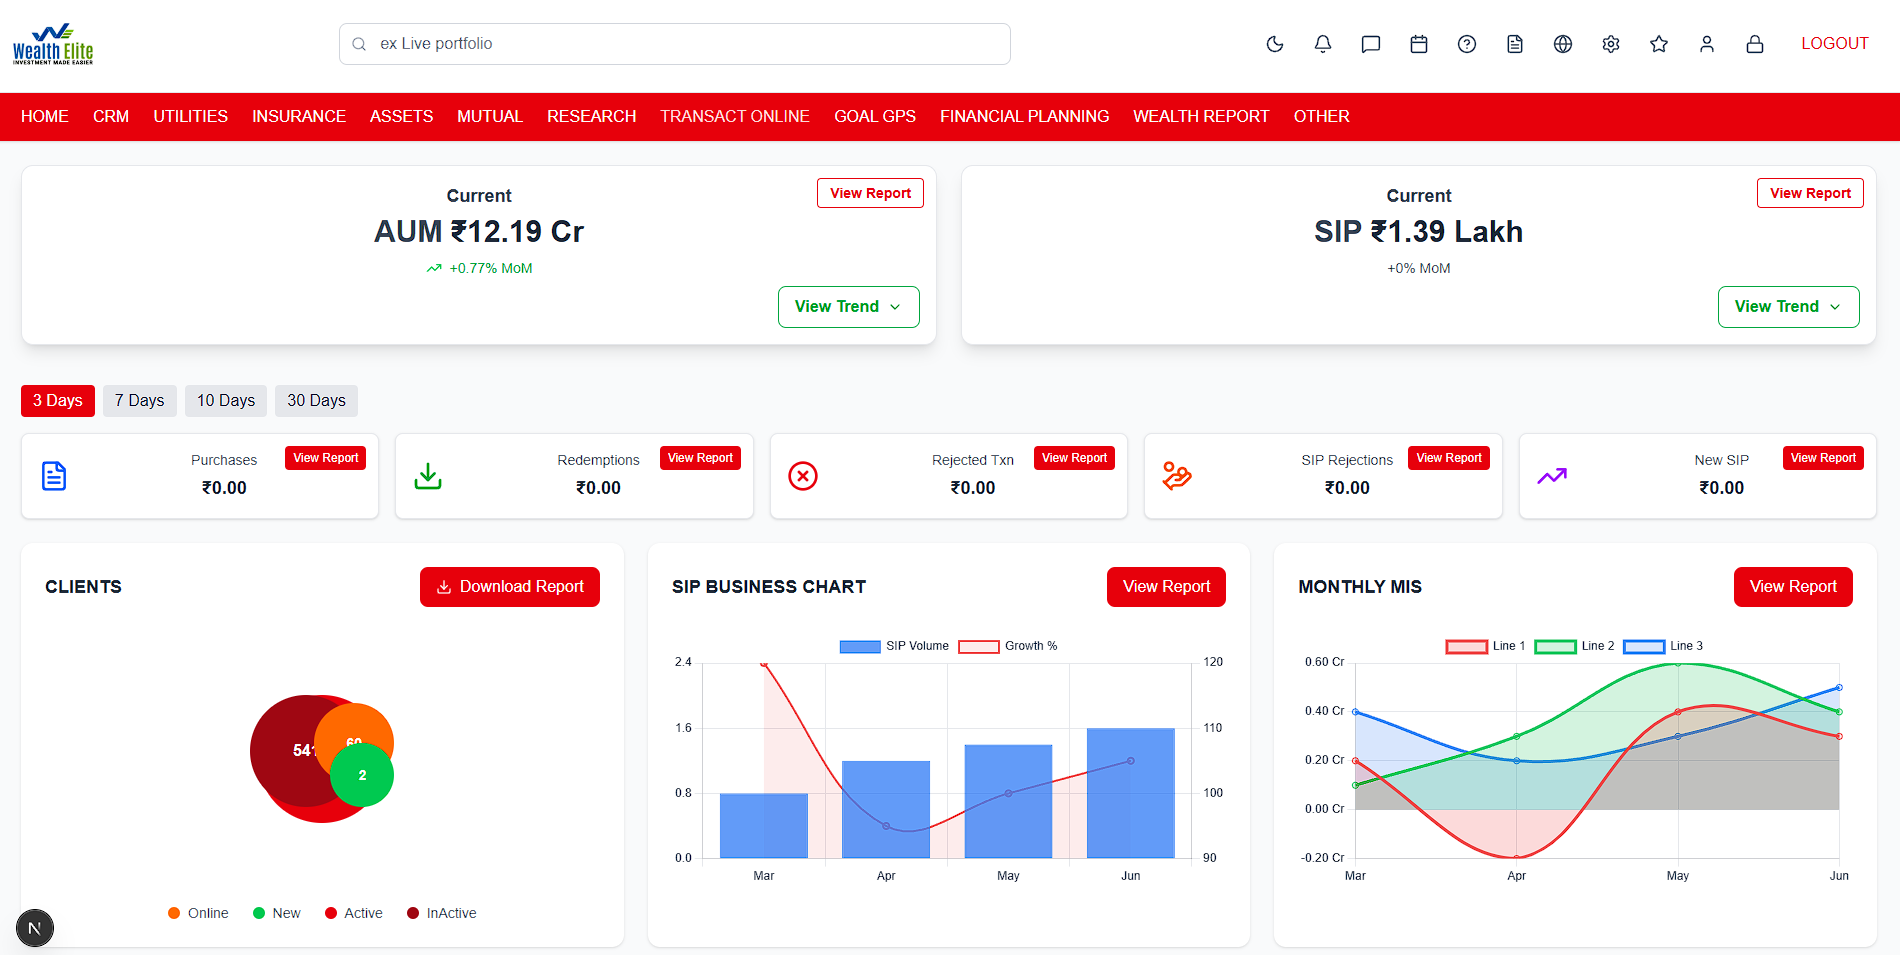 Wealth Elite
INVESTMENT MADE EASIER
ex Live portfolio
LOGOUT
HOME CRM UTILITIES INSURANCE ASSETS MUTUAL RESEARCH TRANSACT ONLINE GOAL GPS FINANCIAL PLANNING WEALTH REPORT OTHER
Current
View Report
AUM ₹12.19 Cr
+0.77% MoM
View Trend
Current
View Report
SIP ₹1.39 Lakh
+0% MoM
View Trend
3 Days 7 Days 10 Days 30 Days
Purchases View Report
₹0.00
Redemptions View Report
₹0.00
Rejected Txn View Report
₹0.00
SIP Rejections View Report
₹0.00
New SIP View Report
₹0.00
CLIENTS Download Report
2
Online New Active InActive
N
SIP BUSINESS CHART View Report
SIP Volume Growth %
2.4 120
1.6 110
0.8 100
0.0 90
Mar Apr May Jun
MONTHLY MIS View Report
Line 1 Line 2 Line 3
0.60 Cr
0.40 Cr
0.20 Cr
0.00 Cr
-0.20 Cr
Mar Apr May Jun